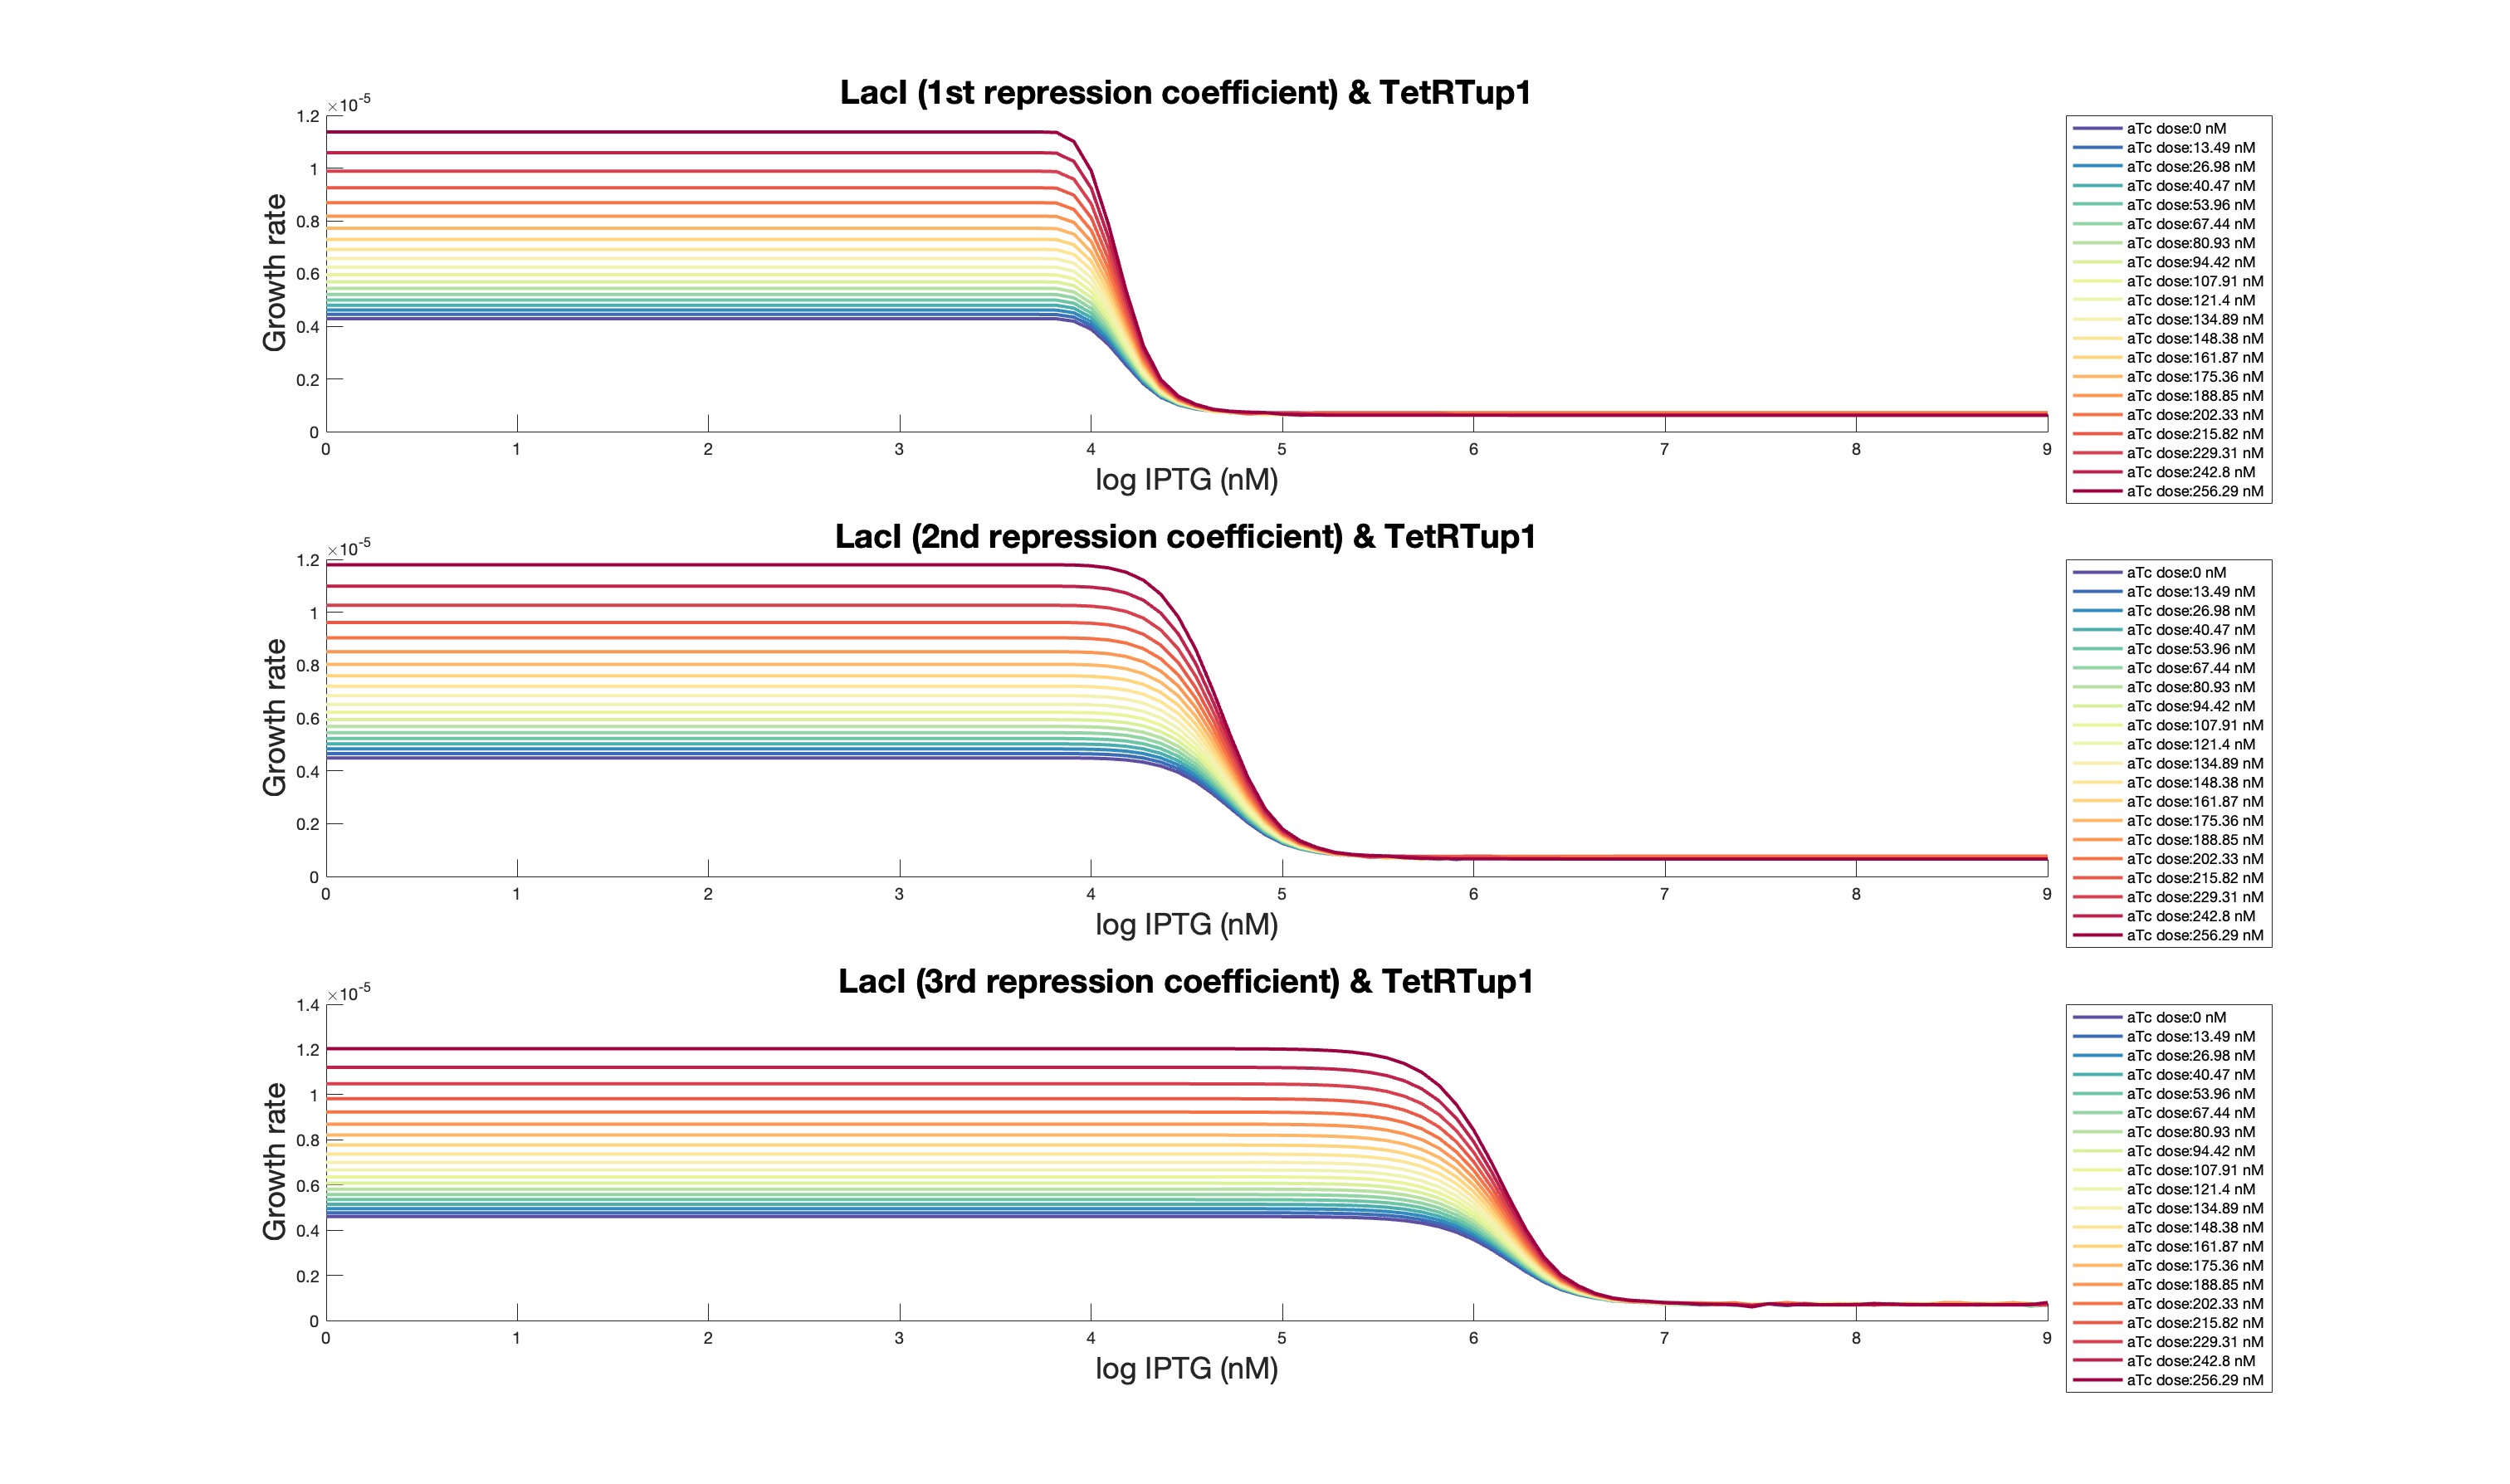 LacI (1st repression coefficient) & TetRTup1
×10-5
1.2
1
0.8
0.6
0.4
0.2
0
Growth rate
0 1 2 3 4 5 6 7 8 9
log IPTG (nM)
aTc dose:0 nM
aTc dose:13.49 nM
aTc dose:26.98 nM
aTc dose:40.47 nM
aTc dose:53.96 nM
aTc dose:67.44 nM
aTc dose:80.93 nM
aTc dose:94.42 nM
aTc dose:107.91 nM
aTc dose:121.4 nM
aTc dose:134.89 nM
aTc dose:148.38 nM
aTc dose:161.87 nM
aTc dose:175.36 nM
aTc dose:188.85 nM
aTc dose:202.33 nM
aTc dose:215.82 nM
aTc dose:229.31 nM
aTc dose:242.8 nM
aTc dose:256.29 nM
LacI (2nd repression coefficient) & TetRTup1
×10-5
1.2
1
0.8
0.6
0.4
0.2
0
Growth rate
0 1 2 3 4 5 6 7 8 9
log IPTG (nM)
aTc dose:0 nM
aTc dose:13.49 nM
aTc dose:26.98 nM
aTc dose:40.47 nM
aTc dose:53.96 nM
aTc dose:67.44 nM
aTc dose:80.93 nM
aTc dose:94.42 nM
aTc dose:107.91 nM
aTc dose:121.4 nM
aTc dose:134.89 nM
aTc dose:148.38 nM
aTc dose:161.87 nM
aTc dose:175.36 nM
aTc dose:188.85 nM
aTc dose:202.33 nM
aTc dose:215.82 nM
aTc dose:229.31 nM
aTc dose:242.8 nM
aTc dose:256.29 nM
LacI (3rd repression coefficient) & TetRTup1
×10-5
1.4
1.2
1
0.8
0.6
0.4
0.2
0
Growth rate
0 1 2 3 4 5 6 7 8 9
log IPTG (nM)
aTc dose:0 nM
aTc dose:13.49 nM
aTc dose:26.98 nM
aTc dose:40.47 nM
aTc dose:53.96 nM
aTc dose:67.44 nM
aTc dose:80.93 nM
aTc dose:94.42 nM
aTc dose:107.91 nM
aTc dose:121.4 nM
aTc dose:134.89 nM
aTc dose:148.38 nM
aTc dose:161.87 nM
aTc dose:175.36 nM
aTc dose:188.85 nM
aTc dose:202.33 nM
aTc dose:215.82 nM
aTc dose:229.31 nM
aTc dose:242.8 nM
aTc dose:256.29 nM